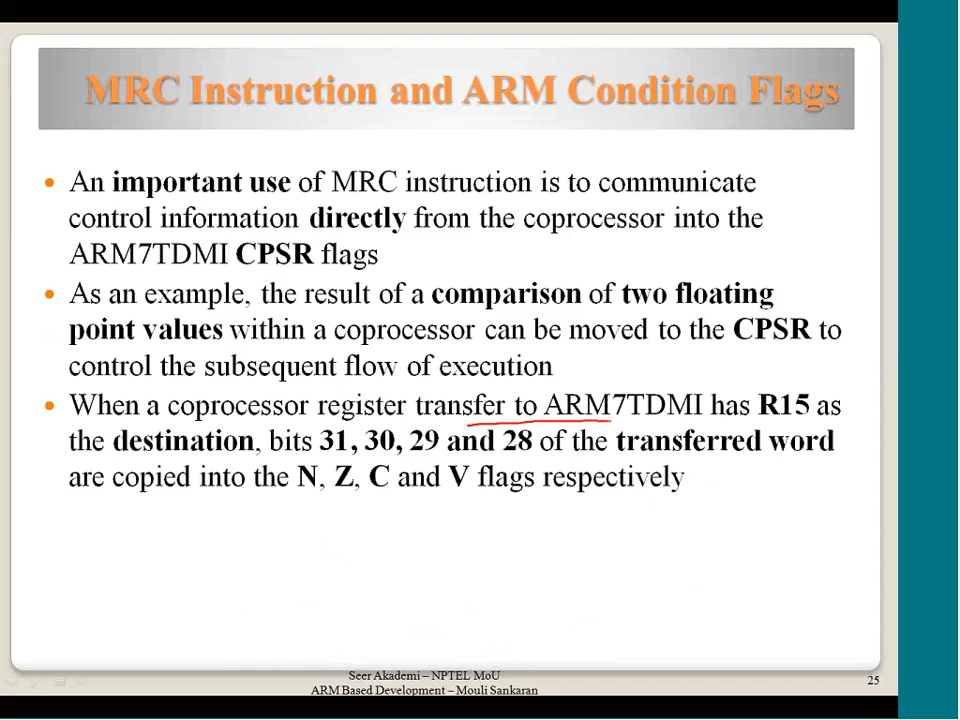 MRC Instruction and ARM Condition Flags
• An important use of MRC instruction is to communicate
control information directly from the coprocessor into the
ARM7TDMI CPSR flags
• As an example, the result of a comparison of two floating
point values within a coprocessor can be moved to the CPSR to
control the subsequent flow of execution
• When a coprocessor register transfer to ARM7TDMI has R15 as
the destination, bits 31, 30, 29 and 28 of the transferred word
are copied into the N, Z, C and V flags respectively
Seer Akademi – NPTEL MoU
ARM Based Development – Mouli Sankaran
25